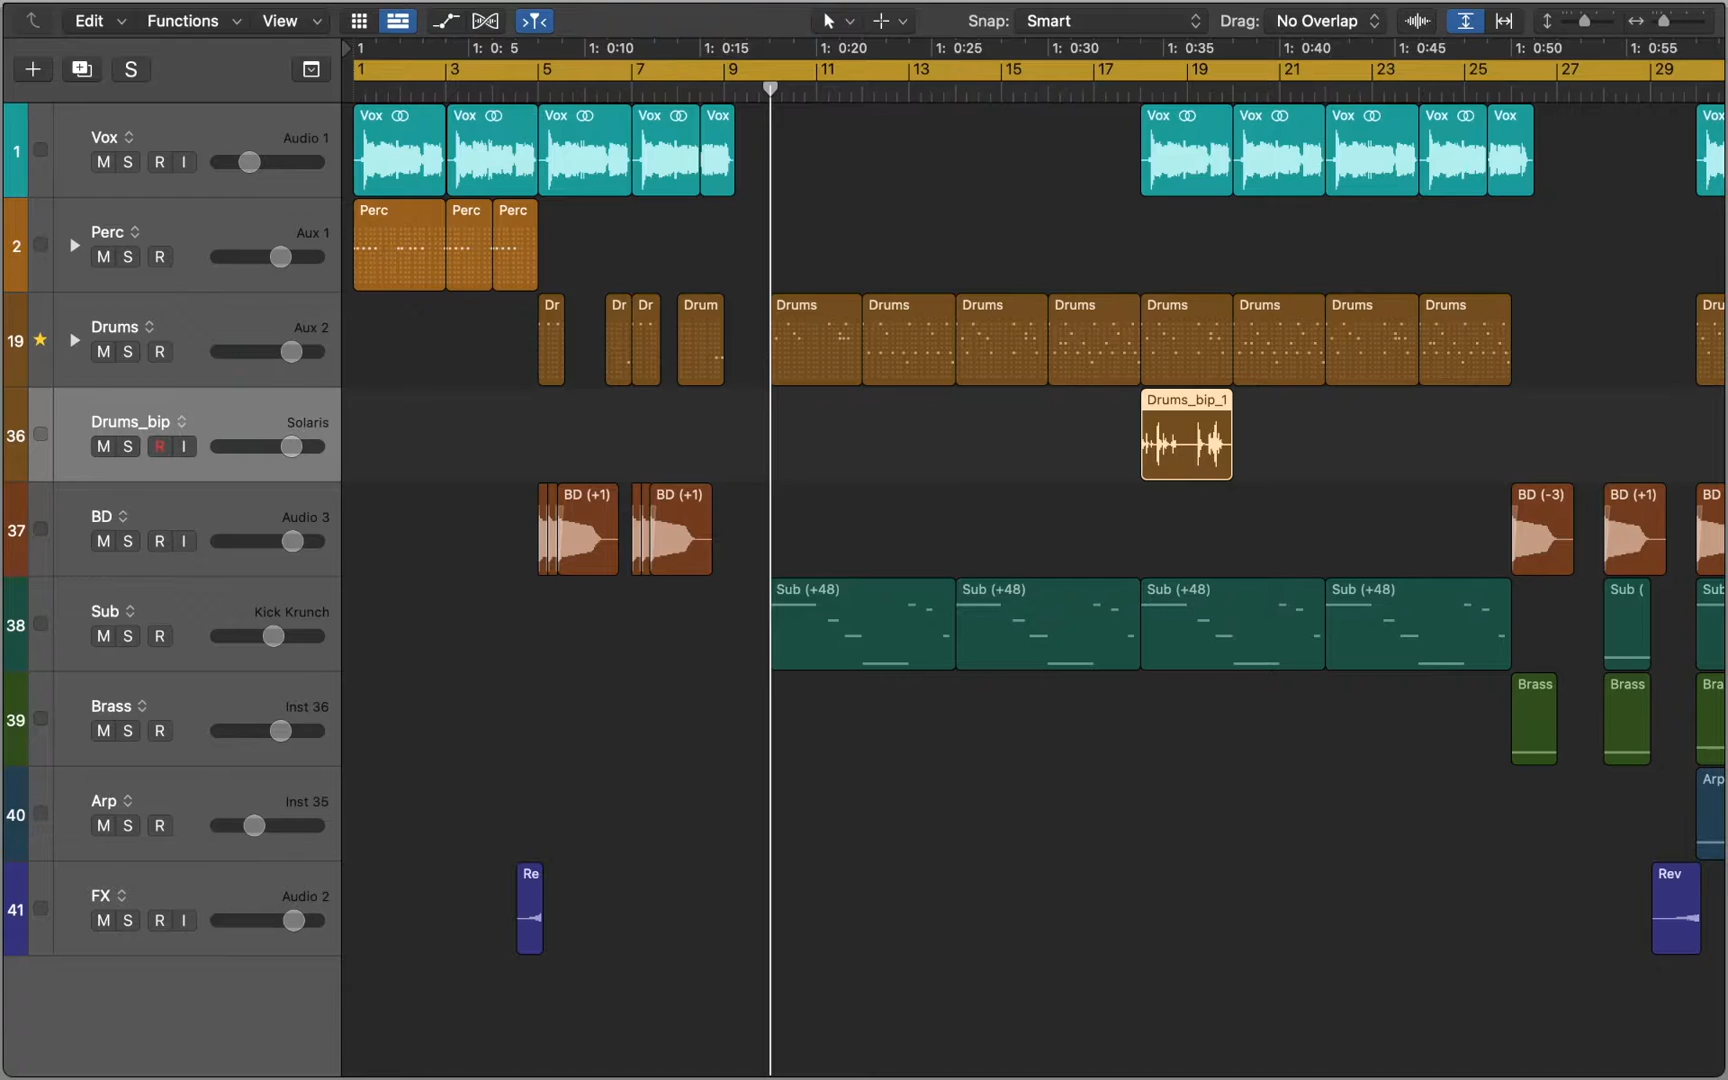 Edit Functions View Snap: Smart Drag: No Overlap
1 1: 0: 5 1: 0:10 1: 0:15 1: 0:20 1: 0:25 1: 0:30 1: 0:35 1: 0:40 1: 0:45 1: 0:50 1: 0:55
S 1 3 5 7 9 11 13 15 17 19 21 23 25 27 29
Vox Vox Vox Vox Vox Vox Vox Vox Vox Vox Vox
1 Vox Audio 1
M S R I
Perc Perc Perc
2 Perc Aux 1
M S R
Dr Dr Dr Drum Drums Drums Drums Drums Drums Drums Drums Drums Dru
19 Drums Aux 2
M S R
Drums_bip_1
36 Drums_bip Solaris
M S R I
BD (+1) BD (+1) BD (-3) BD (+1) BD
37 BD Audio 3
M S R I
Sub (+48) Sub (+48) Sub (+48) Sub (+48) Sub ( Sub
38 Sub Kick Krunch
M S R
Brass Brass Bra
39 Brass Inst 36
M S R
Arp
40 Arp Inst 35
M S R
Re Rev
41 FX Audio 2
M S R I